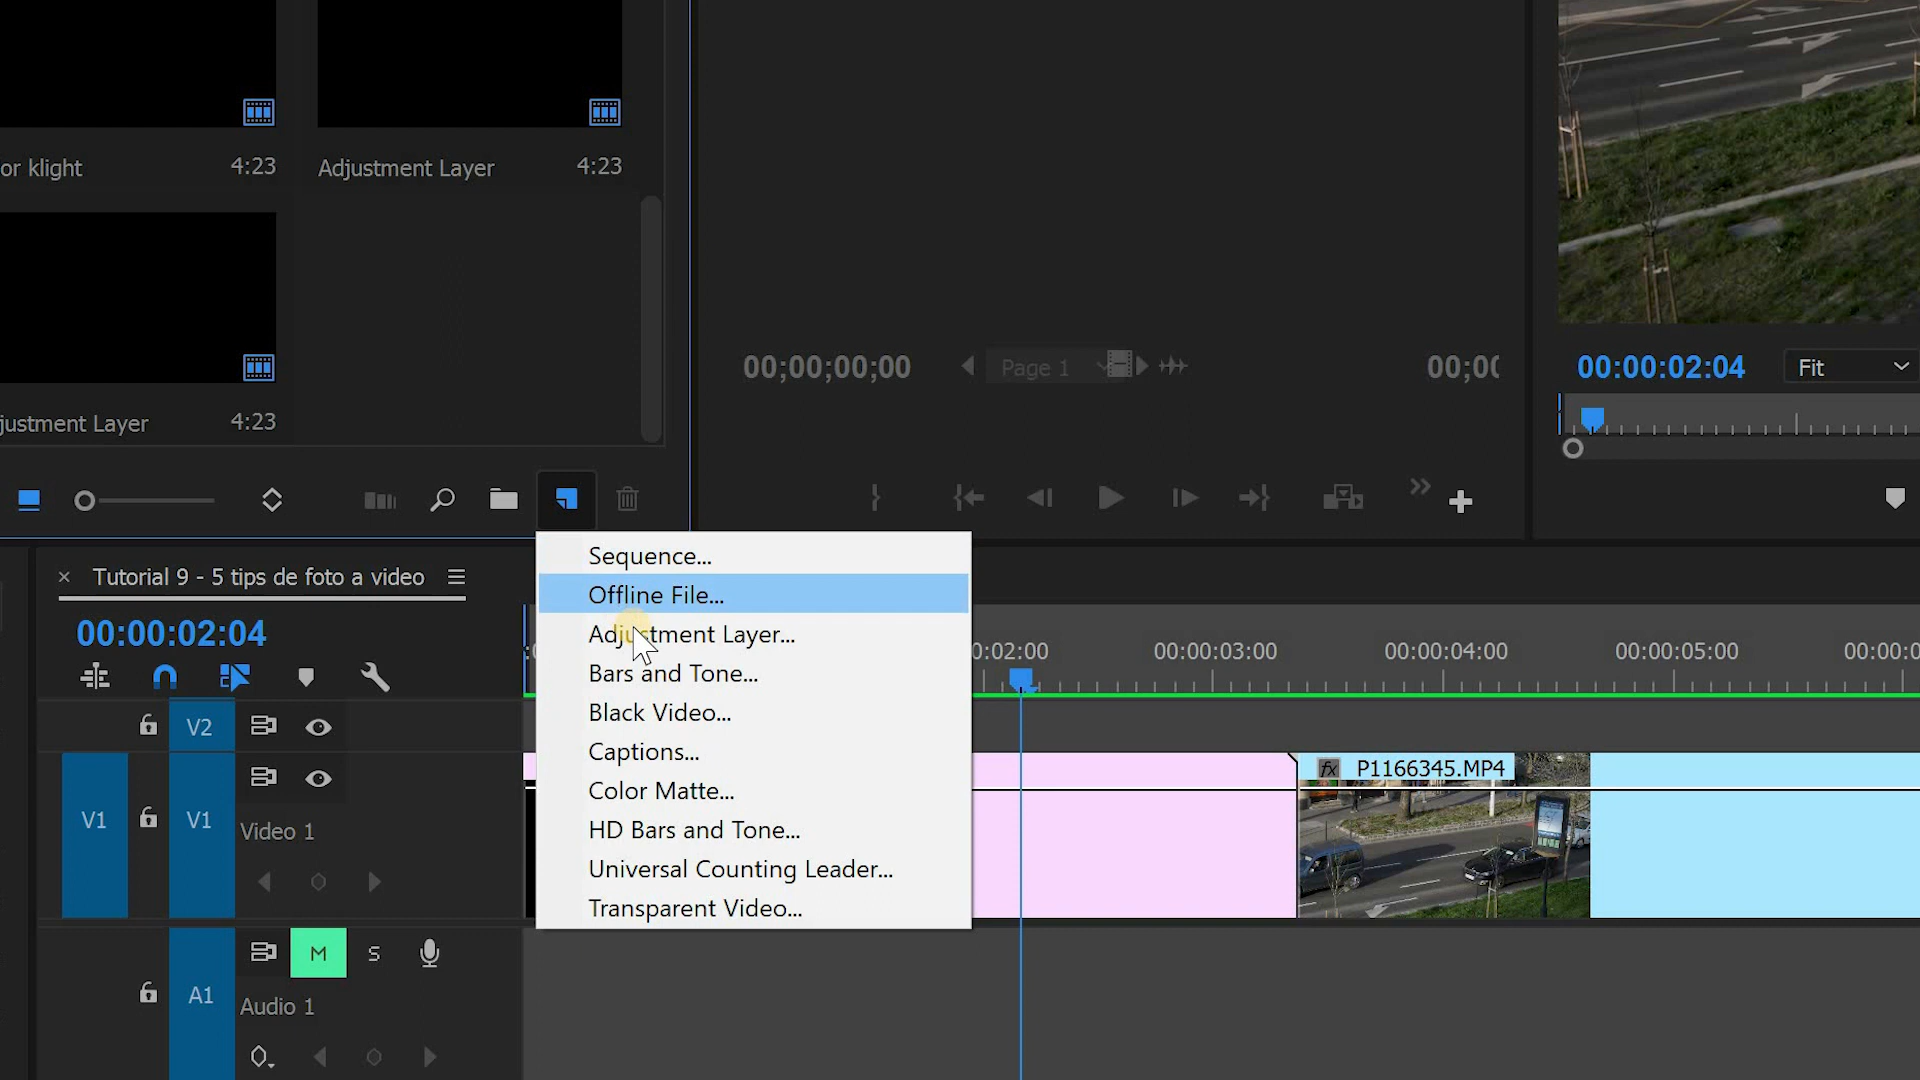 or klight 4:23
Adjustment Layer 4:23
justment Layer 4:23
00;00;00;00
Page 1
00;0(
00:00:02:04
Fit
Tutorial 9 - 5 tips de foto a video
00:00:02:04
Sequence...
Offline File...
Adjustment Layer...
Bars and Tone...
Black Video...
Captions...
Color Matte...
HD Bars and Tone...
Universal Counting Leader...
Transparent Video...
0:02:00
00:00:03:00
00:00:04:00
00:00:05:00
00:00:0
V2
V1
V1
Video 1
fx P1166345.MP4
M
S
A1
Audio 1